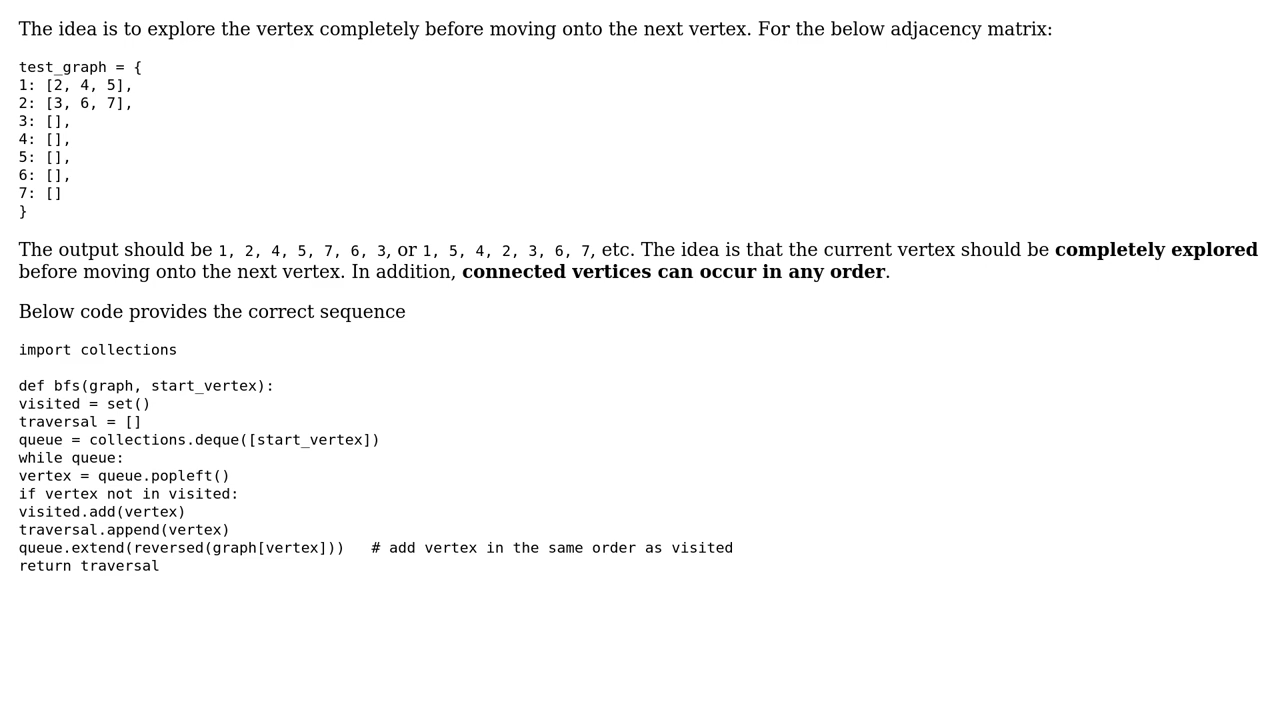 The idea is to explore the vertex completely before moving onto the next vertex. For the below adjacency matrix:
test_graph = {
1: [2, 4, 5],
2: [3, 6, 7],
3: [],
4: [],
5: [],
6: [],
7: []
}
The output should be 1, 2, 4, 5, 7, 6, 3, or 1, 5, 4, 2, 3, 6, 7, etc. The idea is that the current vertex should be completely explored
before moving onto the next vertex. In addition, connected vertices can occur in any order.
Below code provides the correct sequence
import collections
def bfs(graph, start_vertex):
visited = set()
traversal = []
queue = collections.deque([start_vertex])
while queue:
vertex = queue.popleft()
if vertex not in visited:
visited.add(vertex)
traversal.append(vertex)
queue.extend(reversed(graph[vertex]))   # add vertex in the same order as visited
return traversal